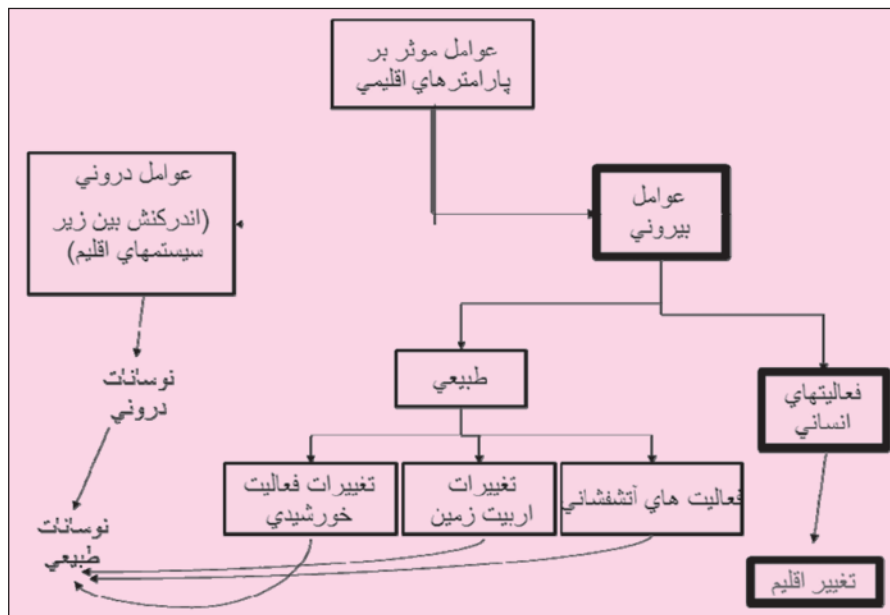 عوامل موثر بر
پارامترهاي اقليمي
عوامل
بيروني
عوامل دروني
(اندرکنش بين زير
سيستمهاي اقليم)
طبيعي
فعاليتهاي
انساني
نوسانات
دروني
فعاليت هاي آتشفشاني
تغييرات
اربيت زمين
تغييرات فعاليت
خورشيدي
نوسانات
طبيعي
تغيير اقليم